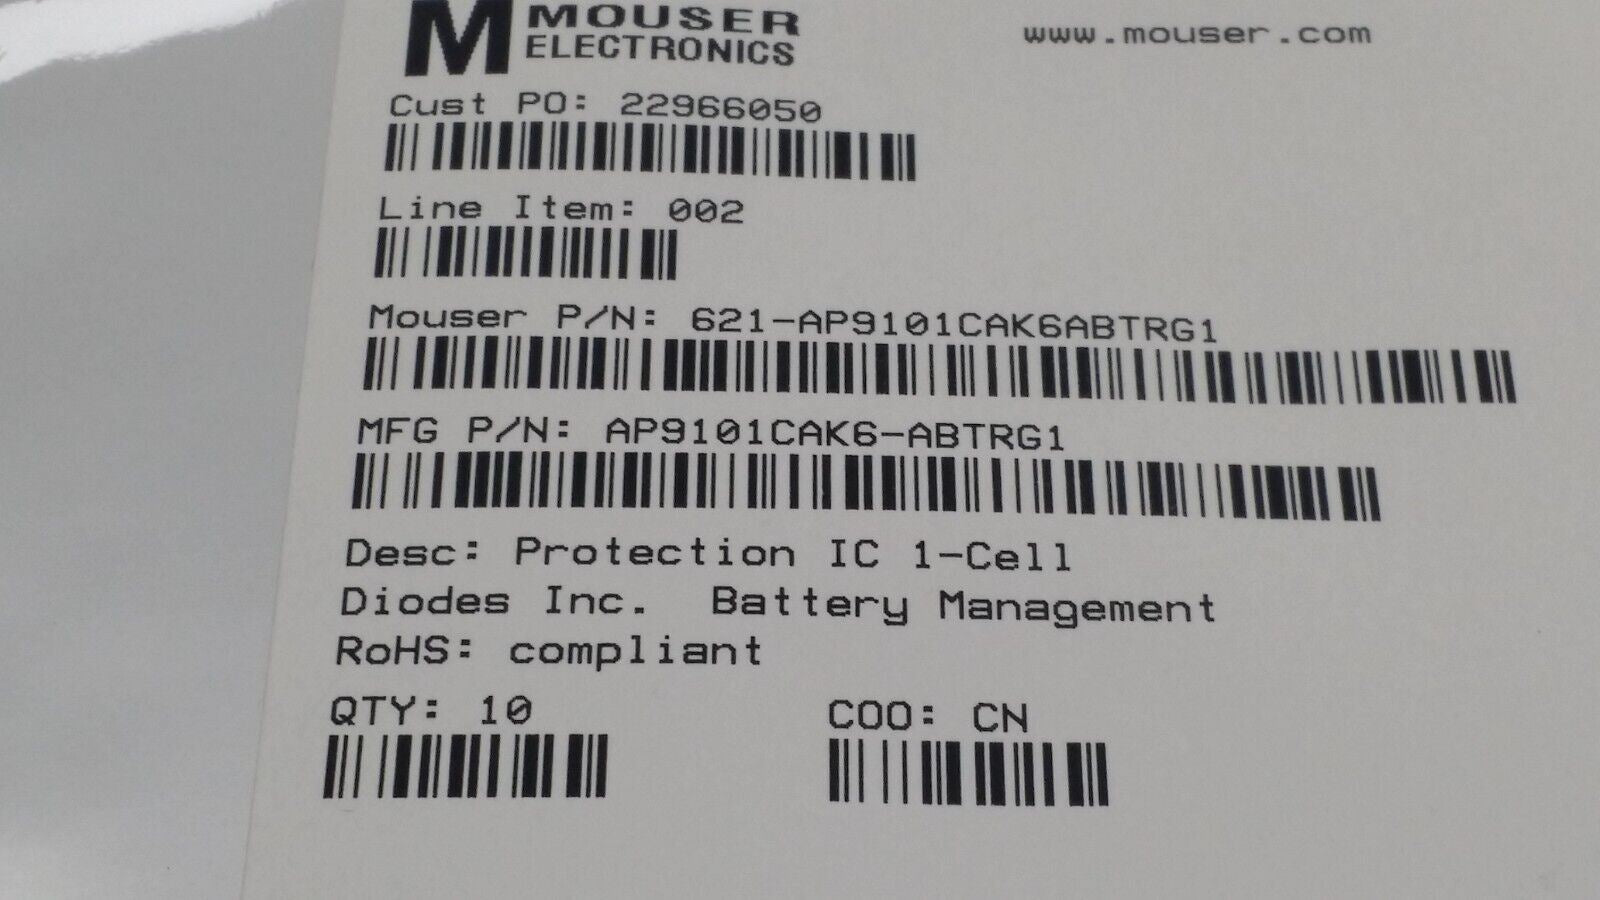 M MOUSER
ELECTRONICS
www.mouser.com
Cust PO: 22966050
Line Item: 002
Mouser P/N: 621-AP9101CAK6ABTRG1
MFG P/N: AP9101CAK6-ABTRG1
Desc: Protection IC 1-Cell
Diodes Inc. Battery Management
RoHS: compliant
QTY: 10
COO: CN